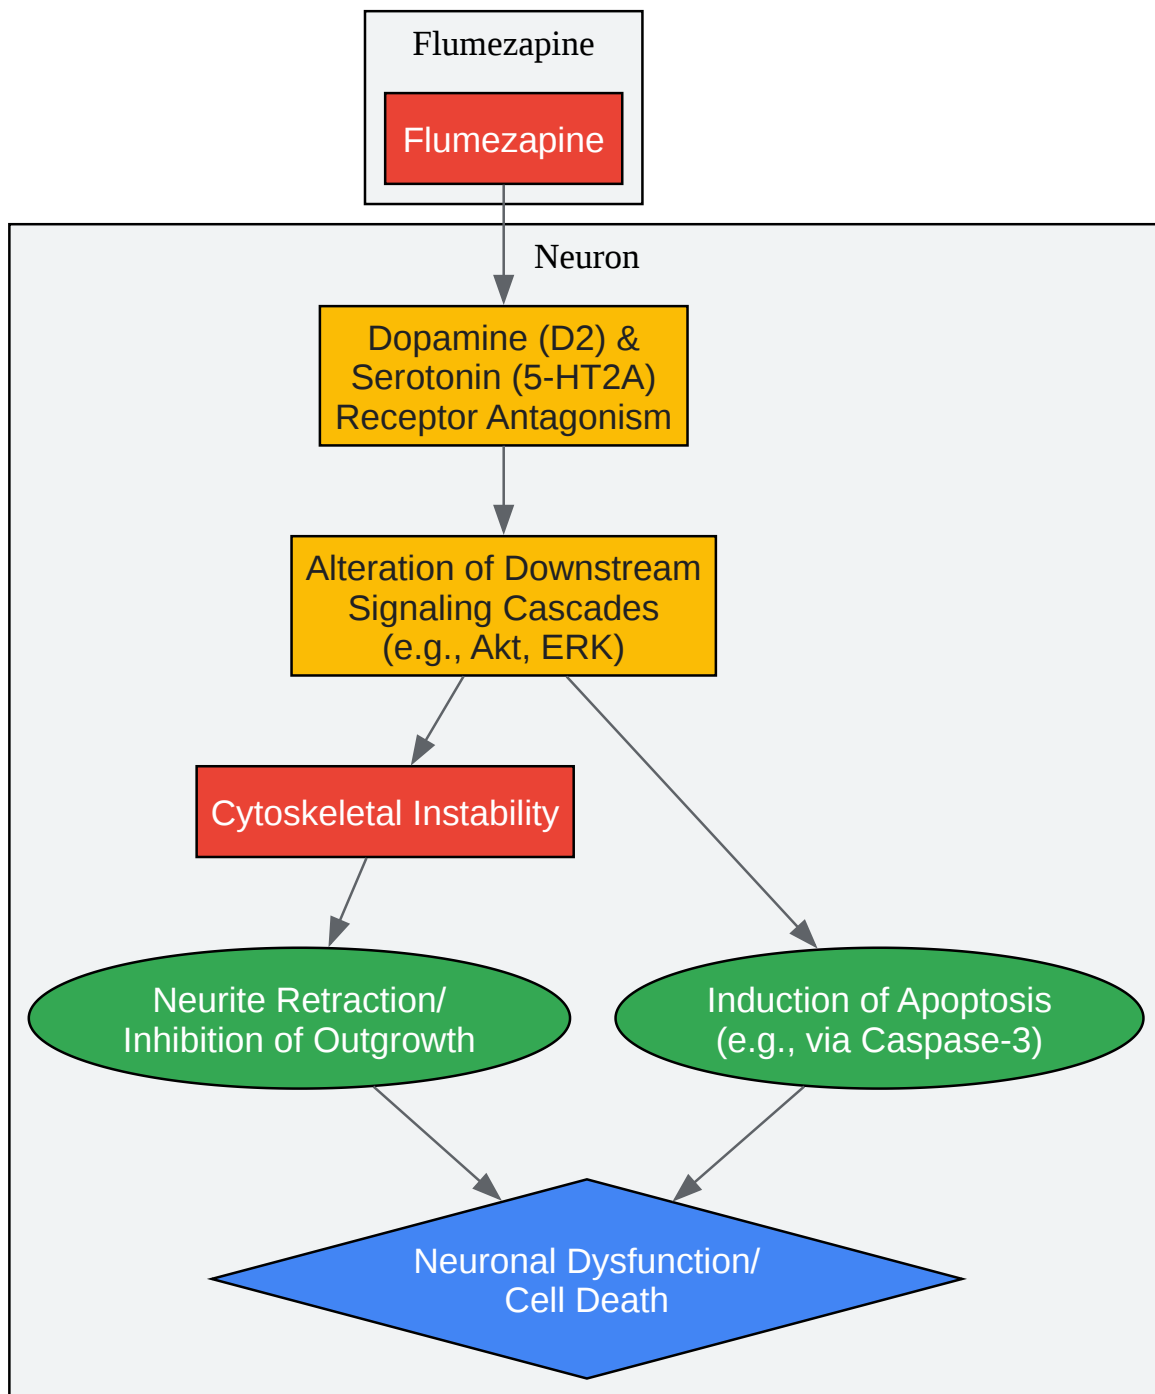 Flumezapine
Flumezapine
Neuron
Dopamine (D2) &
Serotonin (5-HT2A)
Receptor Antagonism
Alteration of Downstream
Signaling Cascades
(e.g., Akt, ERK)
Cytoskeletal Instability
Neurite Retraction/
Inhibition of Outgrowth
Induction of Apoptosis
(e.g., via Caspase-3)
Neuronal Dysfunction/
Cell Death